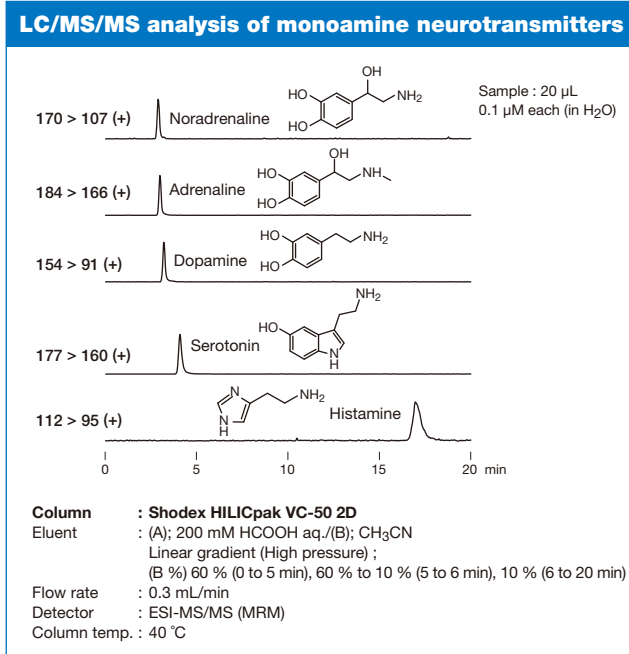 LC/MS/MS analysis of monoamine neurotransmitters
Sample : 20 µL
0.1 µM each (in H₂O)
170 > 107 (+) Noradrenaline HO HO OH NH₂
184 > 166 (+) Adrenaline HO HO OH NH
154 > 91 (+) Dopamine HO HO NH₂
177 > 160 (+) Serotonin HO NH₂ N H
112 > 95 (+) N N H NH₂ Histamine
0 5 10 15 20 min
Column : Shodex HILICpak VC-50 2D
Eluent : (A); 200 mM HCOOH aq./(B); CH₃CN
Linear gradient (High pressure) ;
(B %) 60 % (0 to 5 min), 60 % to 10 % (5 to 6 min), 10 % (6 to 20 min)
Flow rate : 0.3 mL/min
Detector : ESI-MS/MS (MRM)
Column temp. : 40 ˚C